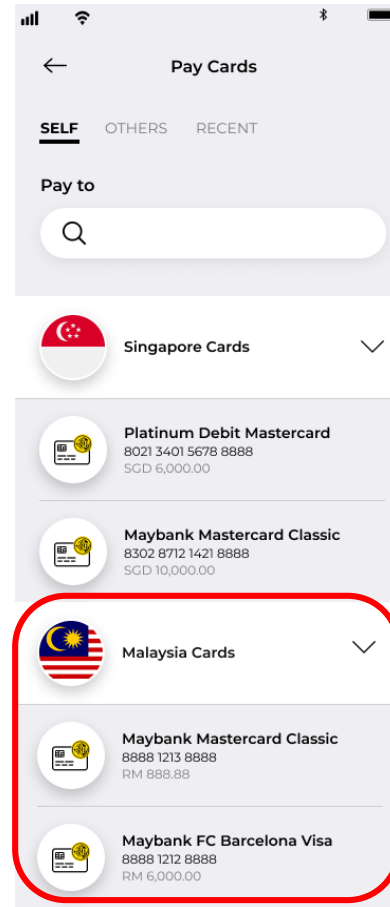 Pay Cards
SELF OTHERS RECENT
Pay to
Singapore Cards
Platinum Debit Mastercard
8021 3401 5678 8888
SGD 6,000.00
Maybank Mastercard Classic
8302 8712 1421 8888
SGD 10,000.00
Malaysia Cards
Maybank Mastercard Classic
8888 1213 8888
RM 888.88
Maybank FC Barcelona Visa
8888 1212 8888
RM 6,000.00